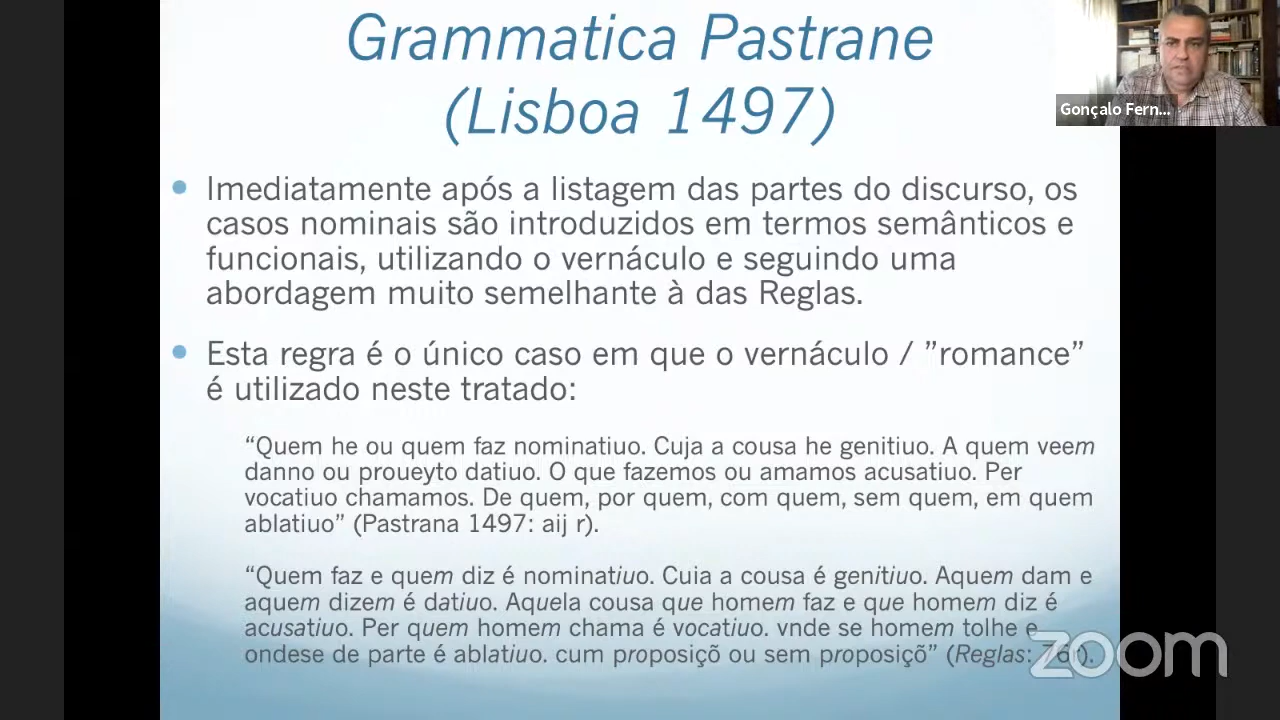 Grammatica Pastrane
(Lisboa 1497)
Gonçalo Fern...
Imediatamente após a listagem das partes do discurso, os
casos nominais são introduzidos em termos semânticos e
funcionais, utilizando o vernáculo e seguindo uma
abordagem muito semelhante à das Reglas.
Esta regra é o único caso em que o vernáculo / ”romance”
é utilizado neste tratado:
“Quem he ou quem faz nominatiuo. Cuja a cousa he genitiuo. A quem veem
danno ou proueyto datiuo. O que fazemos ou amamos acusatiuo. Per
vocatiuo chamamos. De quem, por quem, com quem, sem quem, em quem
ablatiuo” (Pastrana 1497: aij r).
“Quem faz e quem diz é nominatiuo. Cuia a cousa é genitiuo. Aquem dam e
aquem dizem é datiuo. Aquela cousa que homem faz e que homem diz é
acusatiuo. Per quem homem chama é vocatiuo. vnde se homem tolhe e
ondese de parte é ablatiuo. cum proposiçõ ou sem proposiçõ” (Reglas: 76r).
zoom